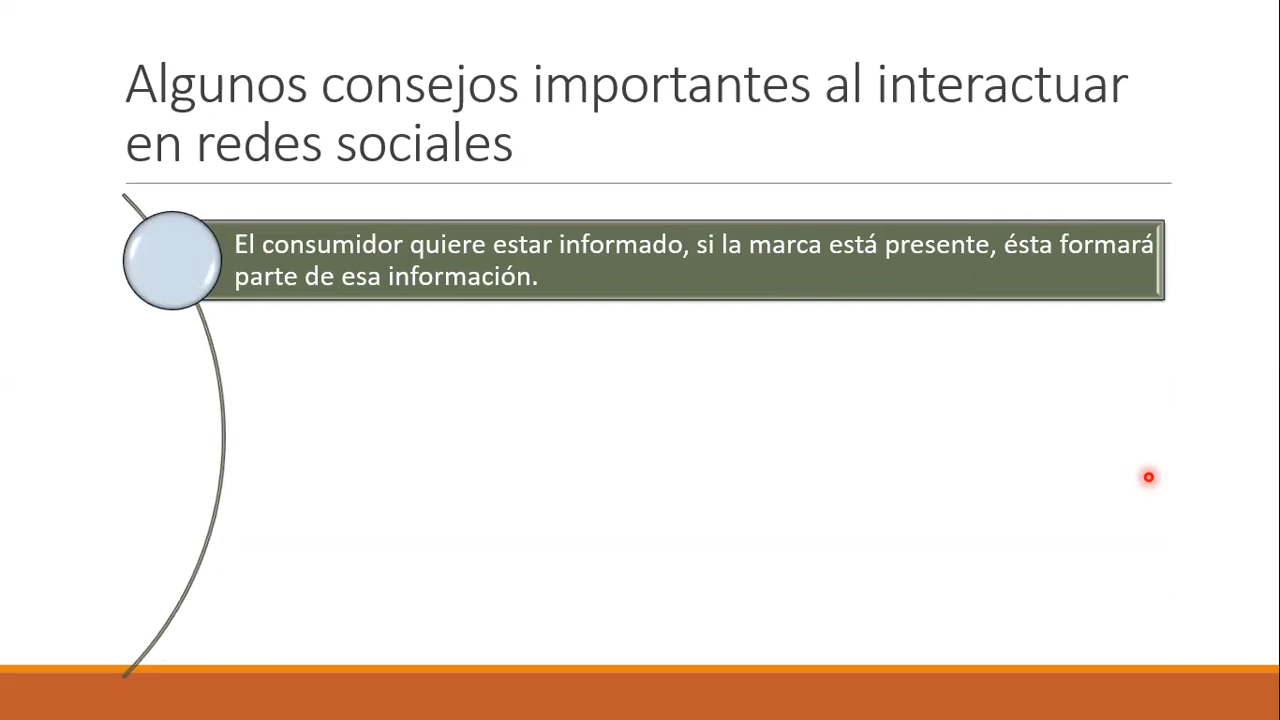 Algunos consejos importantes al interactuar
en redes sociales
El consumidor quiere estar informado, si la marca está presente, ésta formará
parte de esa información.